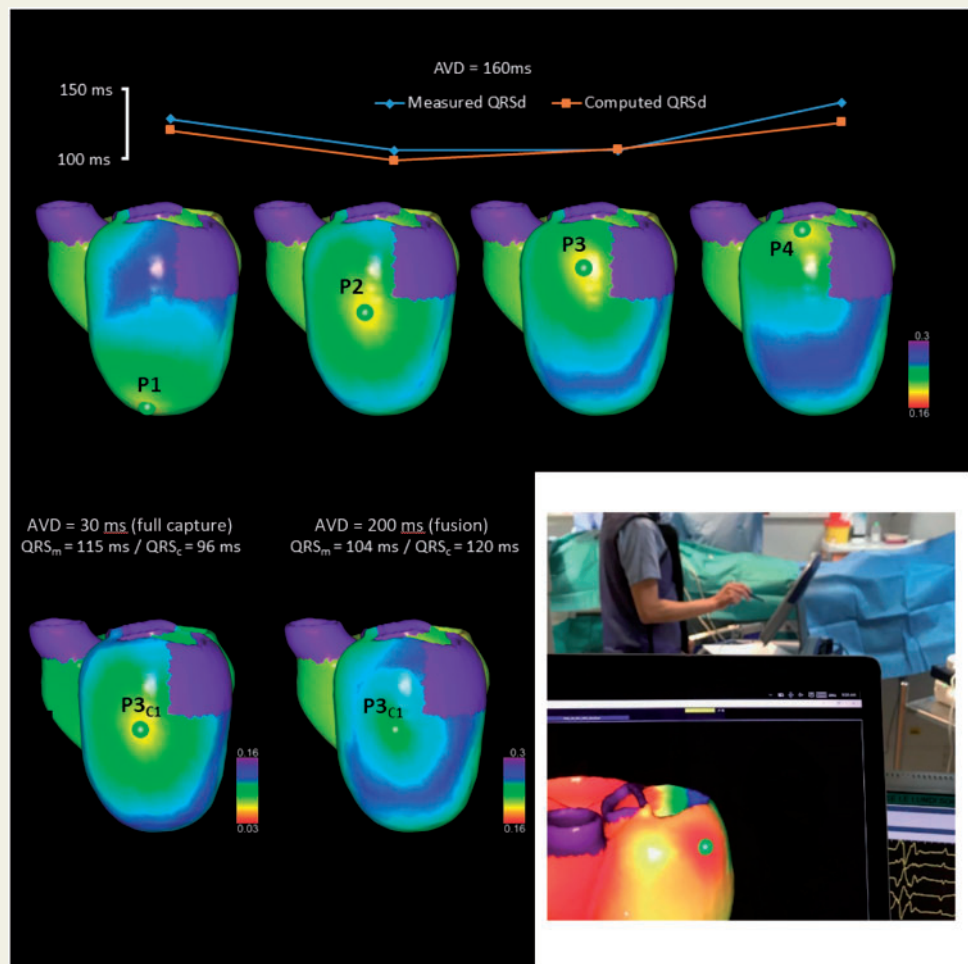 AVD = 160ms
150 ms
Measured QRSd
Computed QRSd
100 ms
P1
P2
P3
P4
0.3
0.16
AVD = 30 ms (full capture)
QRSₘ = 115 ms / QRS꜀ = 96 ms
AVD = 200 ms (fusion)
QRSₘ = 104 ms / QRS꜀ = 120 ms
P3C1
0.16
0.03
P3C1
0.3
0.16